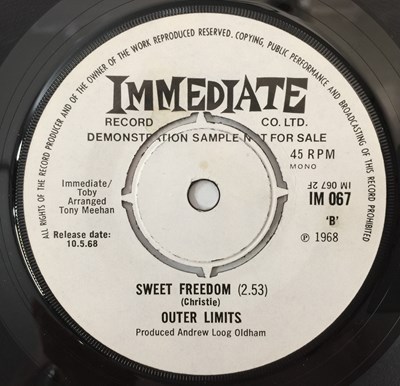 ALL RIGHTS OF THE RECORD PRODUCER AND OF THE OWNER OF THE WORK REPRODUCED RESERVED. COPYING, PUBLIC PERFORMANCE AND BROADCASTING OF THIS RECORD PROHIBITED
IMMEDIATE
RECORD CO. LTD.
DEMONSTRATION SAMPLE NOT FOR SALE
45 RPM
MONO
Immediate/
Toby
Arranged
Tony Meehan
IM 067 2F
IM 067
'B'
Release date:
10.5.68
℗ 1968
SWEET FREEDOM (2.53)
(Christie)
OUTER LIMITS
Produced Andrew Loog Oldham